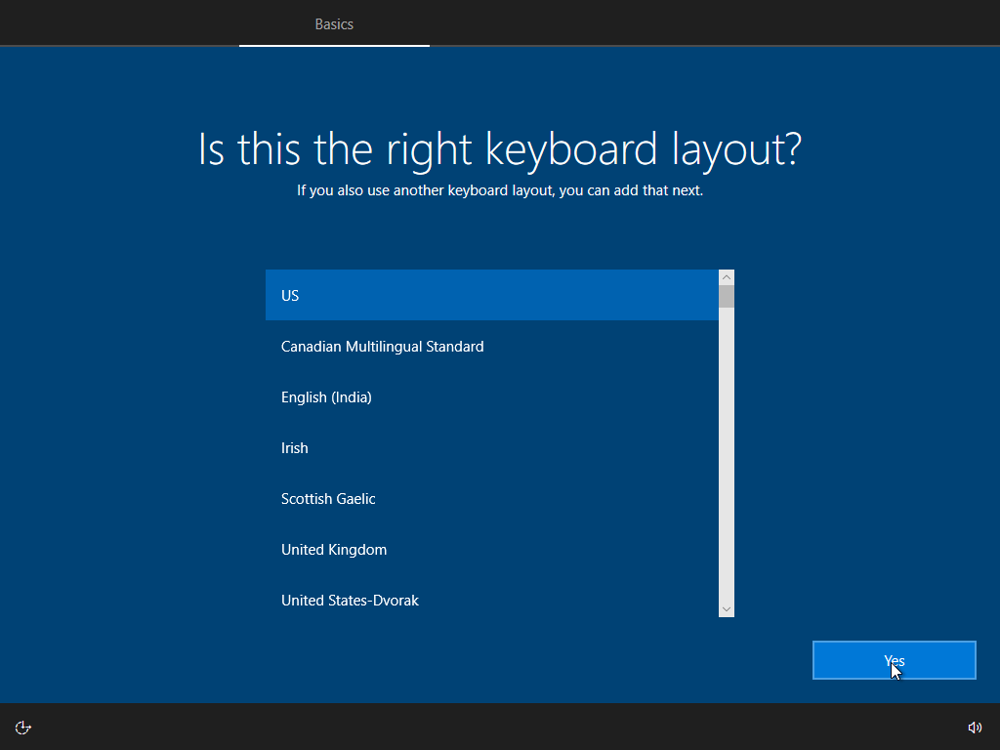 Basics
Is this the right keyboard layout?
If you also use another keyboard layout, you can add that next.
US
Canadian Multilingual Standard
English (India)
Irish
Scottish Gaelic
United Kingdom
United States-Dvorak
Yes